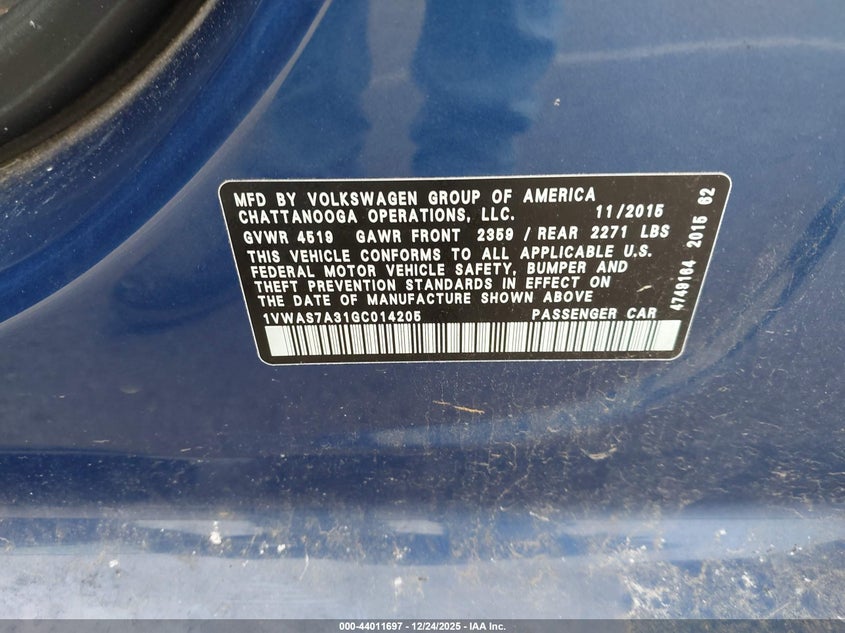 MFD BY VOLKSWAGEN GROUP OF AMERICA
CHATTANOOGA OPERATIONS, LLC. 11/2015
GVWR 4519 GAWR FRONT 2359 / REAR 2271 LBS
THIS VEHICLE CONFORMS TO ALL APPLICABLE U.S.
FEDERAL MOTOR VEHICLE SAFETY, BUMPER AND
THEFT PREVENTION STANDARDS IN EFFECT ON
THE DATE OF MANUFACTURE SHOWN ABOVE
1VWAS7A31GC014205 PASSENGER CAR
4749164 2015 62
000-44011697 - 12/24/2025 - IAA Inc.